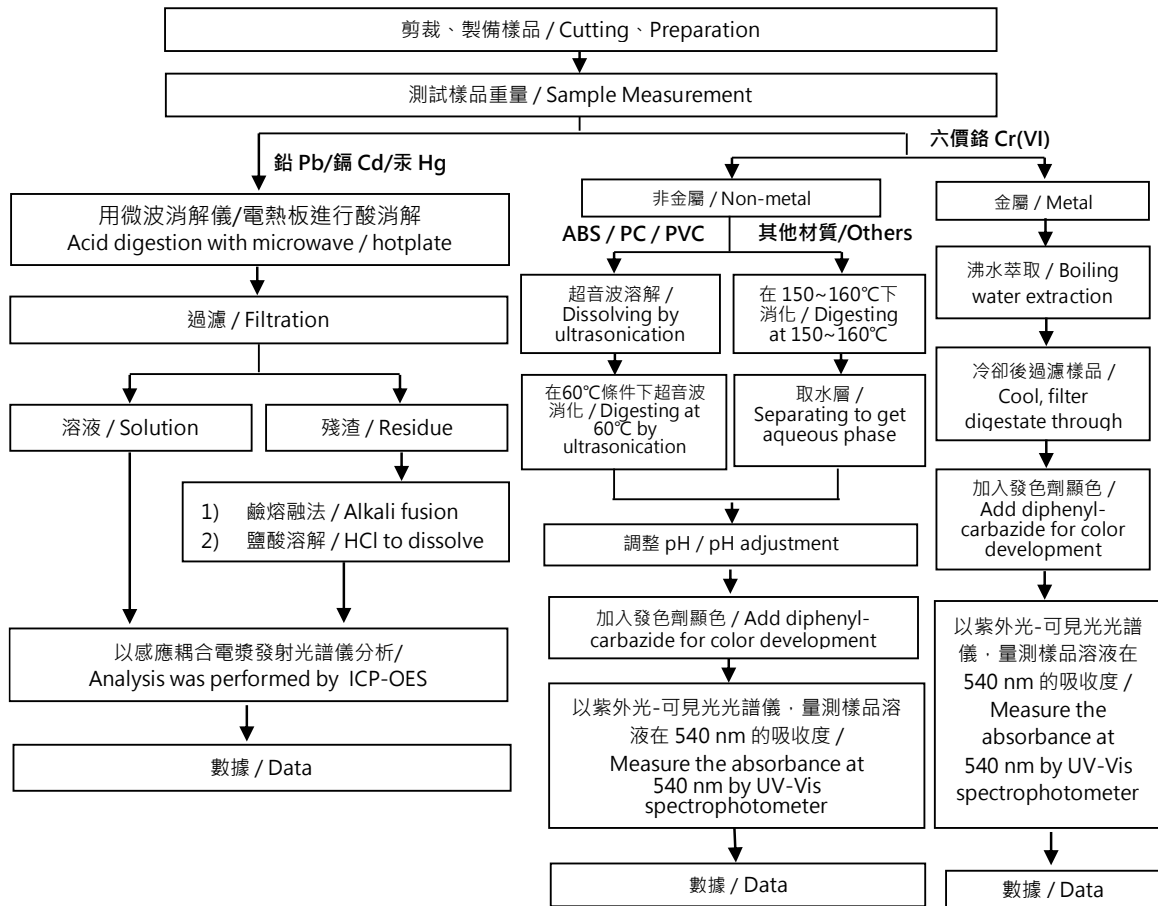 剪裁、製備樣品 / Cutting、Preparation
測試樣品重量 / Sample Measurement
鉛 Pb/鎘 Cd/汞 Hg
用微波消解儀/電熱板進行酸消解
Acid digestion with microwave / hotplate
過濾 / Filtration
溶液 / Solution
殘渣 / Residue
1) 鹼熔融法 / Alkali fusion
2) 鹽酸溶解 / HCl to dissolve
以感應耦合電漿發射光譜儀分析/
Analysis was performed by ICP-OES
數據 / Data
六價鉻 Cr(VI)
非金屬 / Non-metal
ABS / PC / PVC
超音波溶解 /
Dissolving by
ultrasonication
在60℃條件下超音波
消化 / Digesting at
60℃ by
ultrasonication
其他材質/Others
在 150~160℃下
消化 / Digesting
at 150~160℃
取水層 /
Separating to get
aqueous phase
調整 pH / pH adjustment
加入發色劑顯色 / Add diphenyl-
carbazide for color development
以紫外光-可見光光譜儀，量測樣品溶
液在 540 nm 的吸收度 /
Measure the absorbance at
540 nm by UV-Vis
spectrophotometer
數據 / Data
金屬 / Metal
沸水萃取 / Boiling
water extraction
冷卻後過濾樣品 /
Cool, filter
digestate through
加入發色劑顯色 /
Add diphenyl-
carbazide for color
development
以紫外光-可見光光譜
儀，量測樣品溶液在
540 nm 的吸收度 /
Measure the
absorbance at
540 nm by UV-Vis
spectrophotometer
數據 / Data